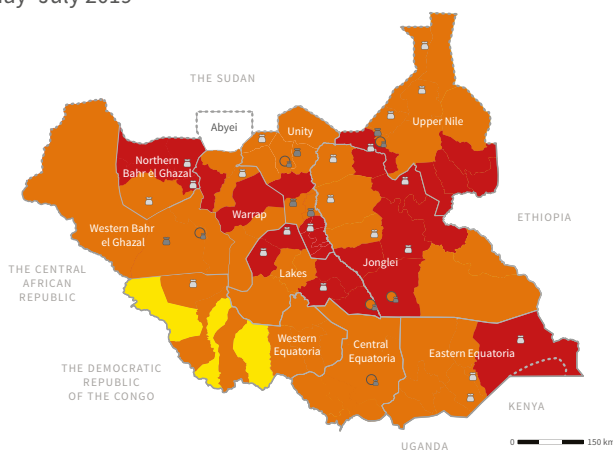 July 2019
THE SUDAN
Abyei
Unity
Upper Nile
Northern
Bahr el Ghazal
Warrap
ETHIOPIA
Western Bahr
el Ghazal
THE CENTRAL
AFRICAN
REPUBLIC
Lakes
Jonglei
Western
Equatoria
Central
Equatoria
Eastern Equatoria
THE DEMOCRATIC
REPUBLIC
OF THE CONGO
KENYA
0 150 km
UGANDA